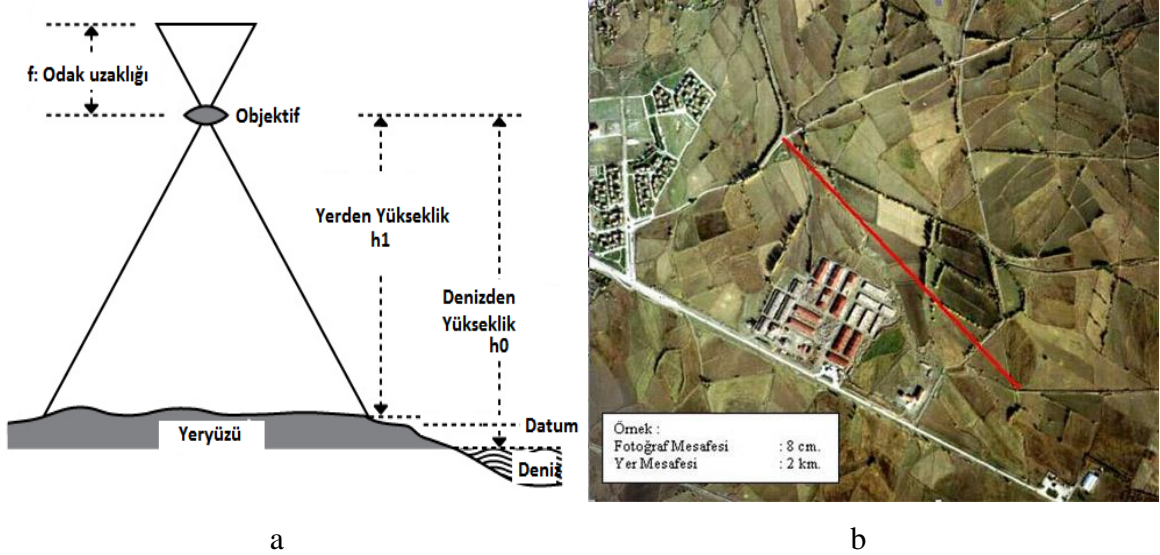 f: Odak uzaklığı
Objektif
Yerden Yükseklik
h1
Denizden
Yükseklik
h0
Datum
Yeryüzü
Deniz
Örnek :
Fotoğraf Mesafesi : 8 cm.
Yer Mesafesi : 2 km.
a
b